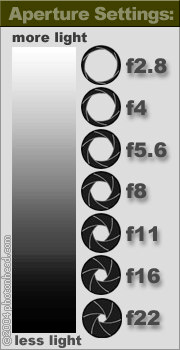 Aperture Settings:
more light
f2.8
f4
f5.6
f8
f11
f16
f22
less light
©2004 photonhead.com